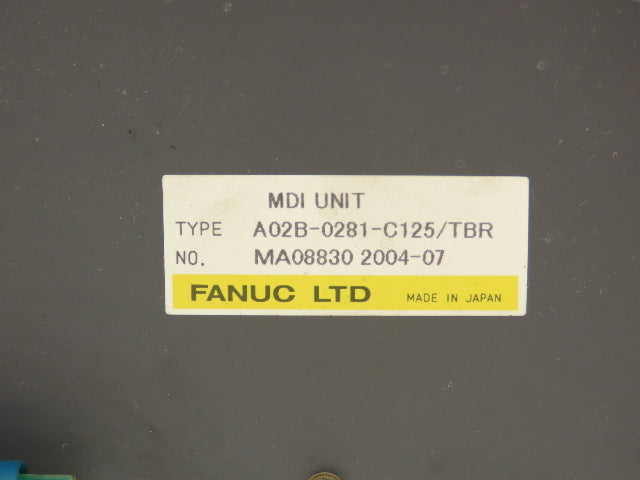 MDI UNIT
TYPE A02B-0281-C125/TBR
NO. MA08830 2004-07
FANUC LTD MADE IN JAPAN